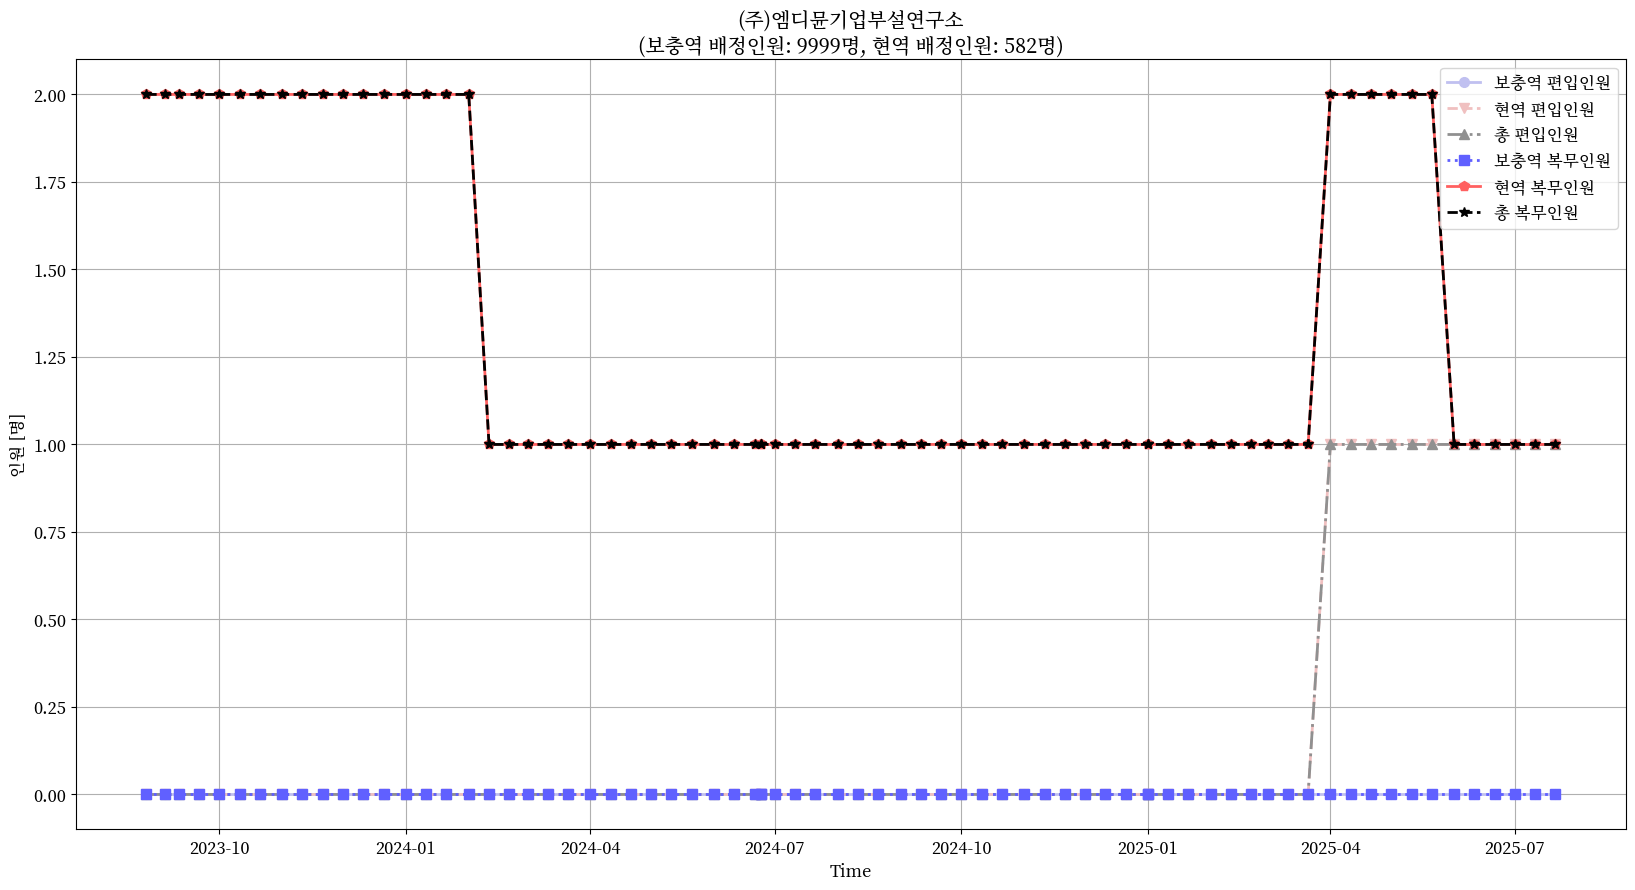 (주)엠디뮨기업부설연구소
(보충역 배정인원: 9999명, 현역 배정인원: 582명)
보충역 편입인원
현역 편입인원
총 편입인원
보충역 복무인원
현역 복무인원
총 복무인원
2.00
1.75
1.50
1.25
1.00
0.75
0.50
0.25
0.00
인원 [명]
2023-10
2024-01
2024-04
2024-07
2024-10
2025-01
2025-04
2025-07
Time